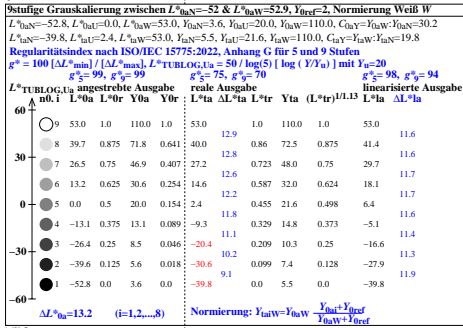 9stufige Grauskalierung zwischen L*0aN=−52 & L*0aW=52.9, Y0ref=2, Normierung Weiß W
L*0aN=−52.8, L*0aU=0.0, L*0aW=53.0, Y0aN=3.6, Y0aU=20.0, Y0aW=110.0, C0aY=Y0aW:Y0aN=30.2
L*taN=−39.8, L*taU=2.4, L*taW=53.0, YtaN=5.5, YtaU=21.6, YtaW=110.0, CtaY=YtaW:YtaN=19.8
Regularitätsindex nach ISO/IEC 15775:2022, Anhang G für 5 und 9 Stufen
g* = 100 [ΔL*min] / [ΔL*max], L*TUBLOG,Ua = 50 / log(5) [ log ( Y/Yu) ] mit Yu=20
g*5= 99, g*9= 99 g*5= 75, g*9= 70 g*5= 98, g*9= 94
L*TUBLOG,Ua angestrebte Ausgabe reale Ausgabe linearisierte Ausgabe
n0. i L*0a L*0r Y0a Y0r L*ta ΔL*ta L*tr Yta (L*tr)1/1.13 L*la ΔL*la
60
9 53.0 1.0 110.0 1.0 53.0 1.0 110.0 1.0 53.0
12.9 11.6
8 39.7 0.875 71.8 0.641 40.0 0.86 72.5 0.875 41.4
12.8 11.6
30 7 26.5 0.75 46.9 0.407 27.2 0.723 48.0 0.75 29.7
12.6 11.7
6 13.2 0.625 30.6 0.254 14.6 0.587 32.0 0.624 18.1
12.2 11.7
0 5 0.0 0.5 20.0 0.154 2.4 0.455 21.6 0.498 6.4
11.8 11.6
4 −13.1 0.375 13.1 0.089 −9.3 0.329 14.8 0.373 −5.1
11.1 11.4
−30 3 −26.4 0.25 8.5 0.046 −20.4 0.209 10.3 0.25 −16.6
10.2 11.3
2 −39.6 0.125 5.6 0.018 −30.6 0.099 7.4 0.128 −27.9
9.1 11.9
1 −52.8 0.0 3.6 0.0 −39.8 0.0 5.5 0.0 −39.8
−60
ΔL*0a=13.2 (i=1,2,...,8) Normierung: YtaiW=Y0aW Y0ai+Y0ref
Y0aW+Y0ref